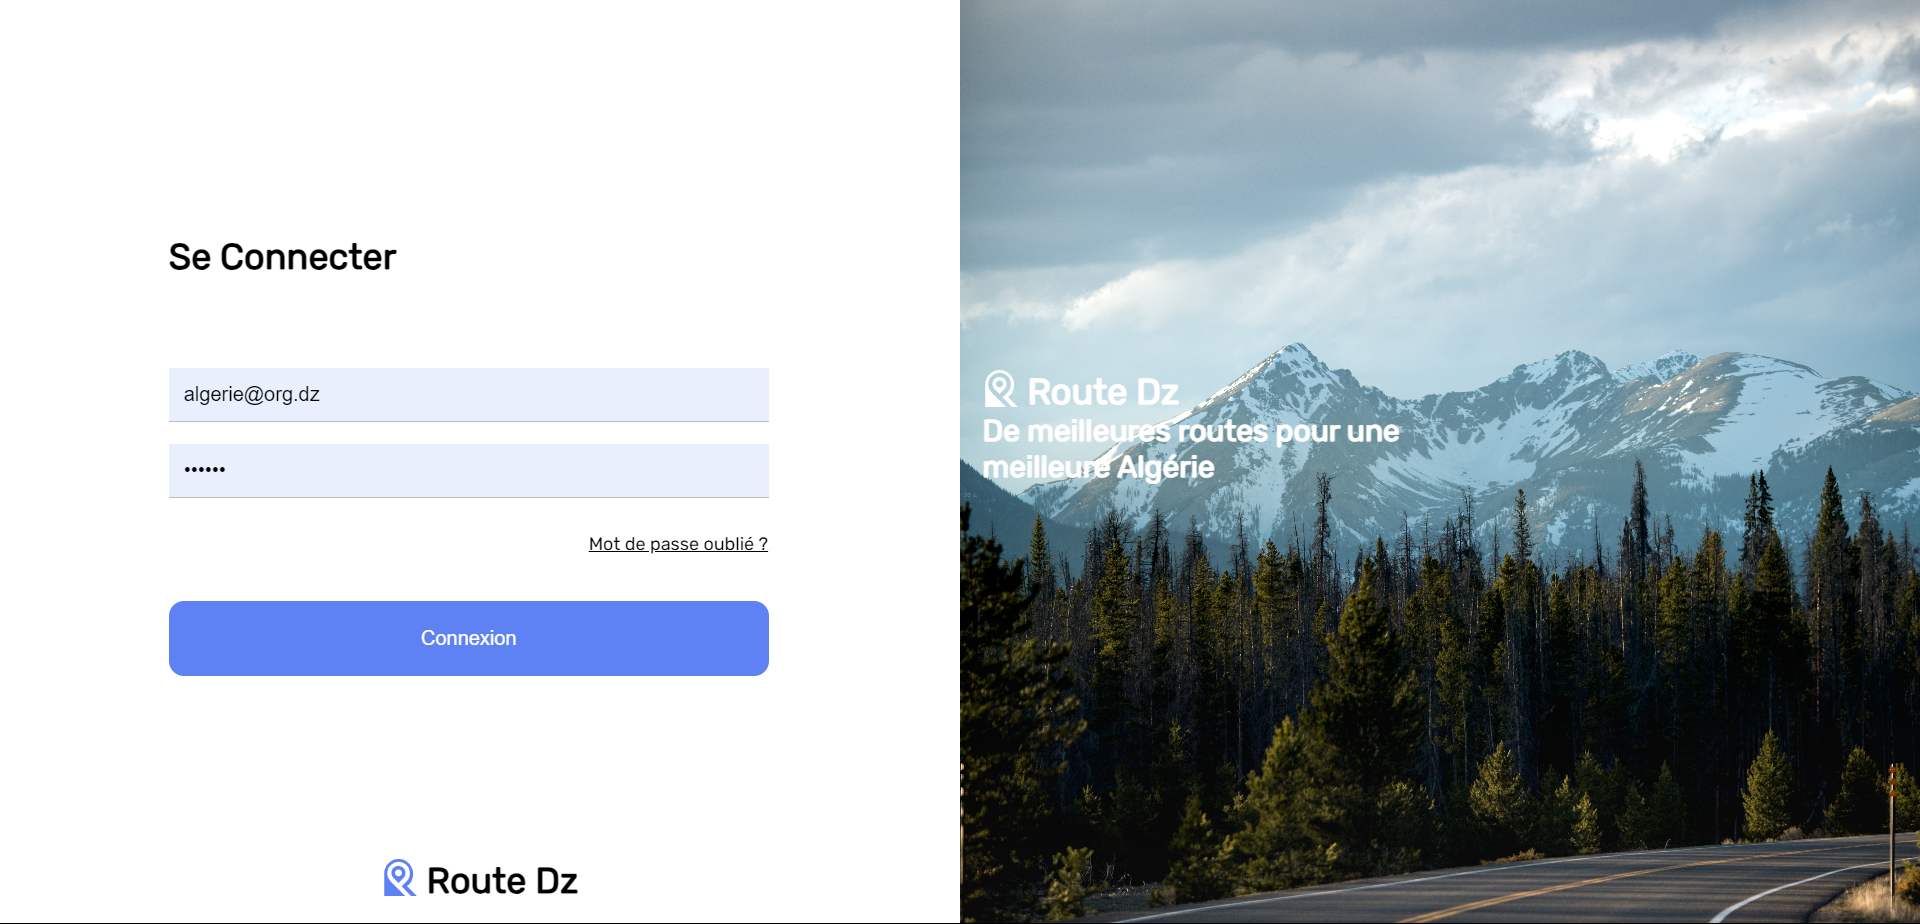 Se Connecter
algerie@org.dz
••••••
Mot de passe oublié ?
Connexion
Route Dz
Route Dz
De meilleures routes pour une
meilleure Algérie